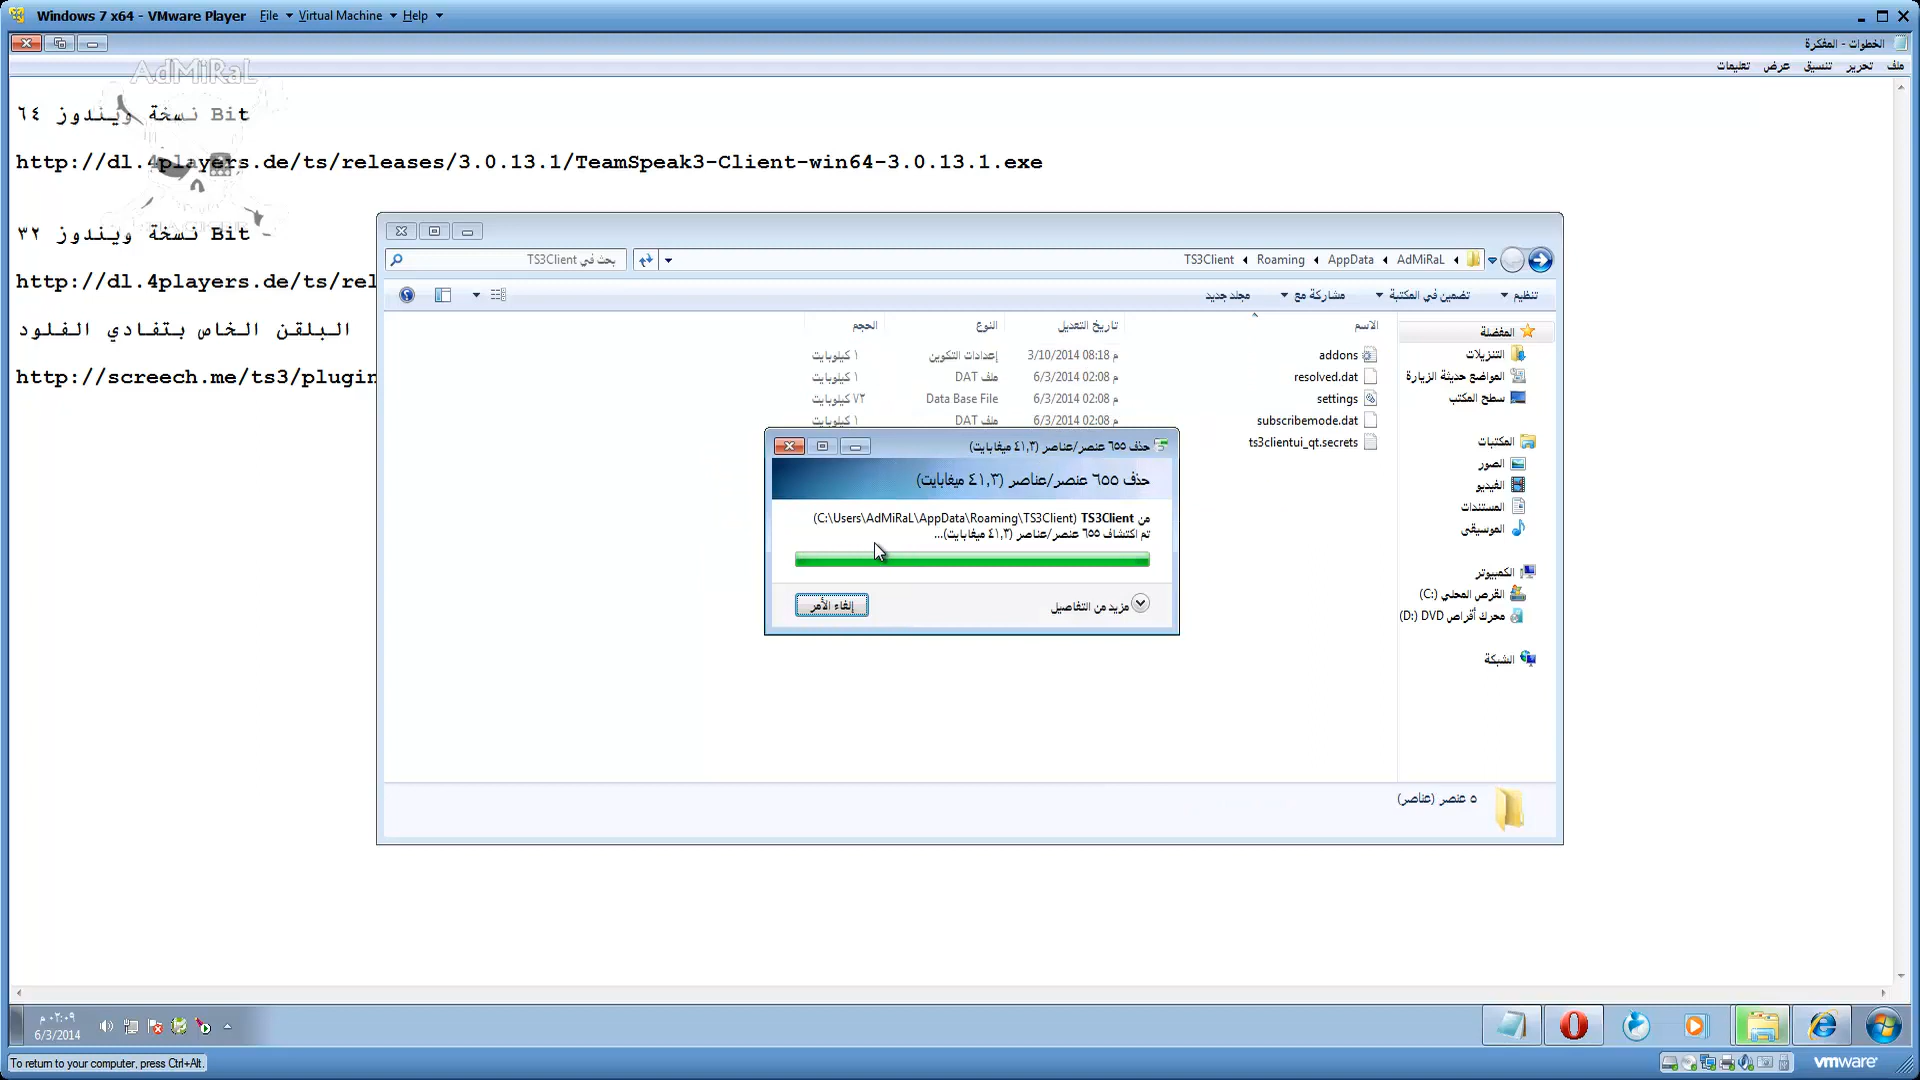 Windows 7 x64 - VMware Player File Virtual Machine Help
الخطوات - المفكرة
ملف تحرير تنسيق عرض تعليمات
AdMiRaL
نسخة ويندوز ٦٤ Bit
http://dl.4players.de/ts/releases/3.0.13.1/TeamSpeak3-Client-win64-3.0.13.1.exe
نسخة ويندوز ٣٢ Bit
http://dl.4players.de/ts/rel
البلقن الخاص بتفادي الفلود
http://screech.me/ts3/plugin
AdMiRaL AppData Roaming TS3Client
بحث في TS3Client
تنظيم تضمين في المكتبة مشاركة مع مجلد جديد
الاسم تاريخ التعديل النوع الحجم
addons 3/10/2014 08:18 م إعدادات التكوين ١ كيلوبايت
resolved.dat 6/3/2014 02:08 م ملف DAT ١ كيلوبايت
settings 6/3/2014 02:08 م Data Base File ٧٢ كيلوبايت
subscribemode.dat 6/3/2014 02:08 م ملف DAT ١ كيلوبايت
ts3clientui_qt.secrets
المفضلة
التنزيلات
المواضع حديثة الزيارة
سطح المكتب
المكتبات
الصور
الفيديو
المستندات
الموسيقى
الكمبيوتر
القرص المحلي (C:)
محرك أقراص DVD (D:)
الشبكة
حذف ٦٥٥ عنصر/عناصر (٤١,٣ ميغابايت)
حذف ٦٥٥ عنصر/عناصر (٤١,٣ ميغابايت)
من TS3Client (C:\Users\AdMiRaL\AppData\Roaming\TS3Client)
تم اكتشاف ٦٥٥ عنصر/عناصر (٤١,٣ ميغابايت)...
مزيد من التفاصيل
إلغاء الأمر
٥ عنصر (عناصر)
٠٢:٠٩ م
6/3/2014
To return to your computer, press Ctrl+Alt.
vmware